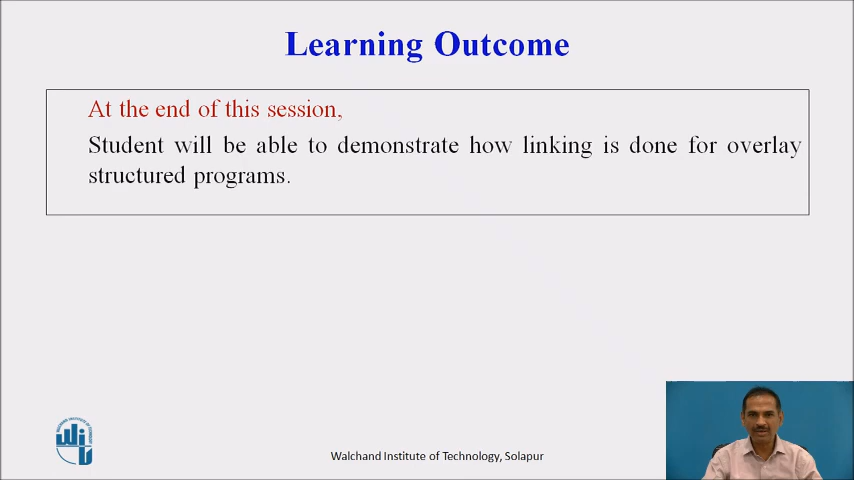 Learning Outcome
At the end of this session,
Student will be able to demonstrate how linking is done for overlay
structured programs.
Walchand Institute of Technology, Solapur